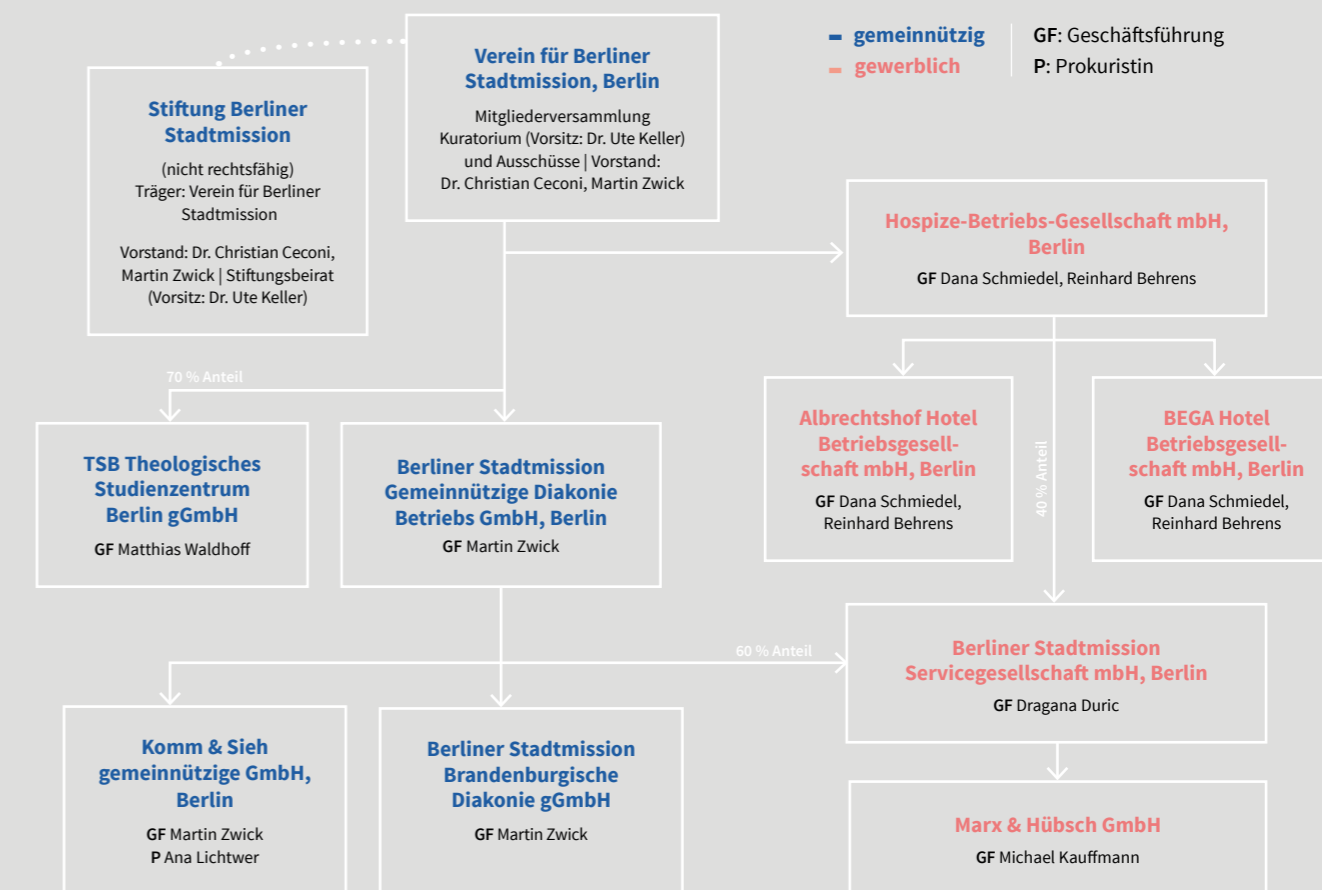 Verein für Berliner
Stadtmission, Berlin
Mitgliederversammlung
Kuratorium (Vorsitz: Dr. Ute Keller)
und Ausschüsse | Vorstand:
Dr. Christian Ceconi, Martin Zwick
gemeinnützig
gewerblich
GF: Geschäftsführung
P: Prokuristin
Stiftung Berliner
Stadtmission
(nicht rechtsfähig)
Träger: Verein für Berliner
Stadtmission
Vorstand: Dr. Christian Ceconi,
Martin Zwick | Stiftungsbeirat
(Vorsitz: Dr. Ute Keller)
Hospize-Betriebs-Gesellschaft mbH,
Berlin
GF Dana Schmiedel, Reinhard Behrens
70 % Anteil
TSB Theologisches
Studienzentrum
Berlin gGmbH
GF Matthias Waldhoff
Berliner Stadtmission
Gemeinnützige Diakonie
Betriebs GmbH, Berlin
GF Martin Zwick
Albrechtshof Hotel
Betriebsgesell-
schaft mbH, Berlin
GF Dana Schmiedel,
Reinhard Behrens
40 % Anteil
BEGA Hotel
Betriebsgesell-
schaft mbH, Berlin
GF Dana Schmiedel,
Reinhard Behrens
60 % Anteil
Berliner Stadtmission
Servicegesellschaft mbH, Berlin
GF Dragana Duric
Komm & Sieh
gemeinnützige GmbH,
Berlin
GF Martin Zwick
P Ana Lichtwer
Berliner Stadtmission
Brandenburgische
Diakonie gGmbH
GF Martin Zwick
Marx & Hübsch GmbH
GF Michael Kauffmann